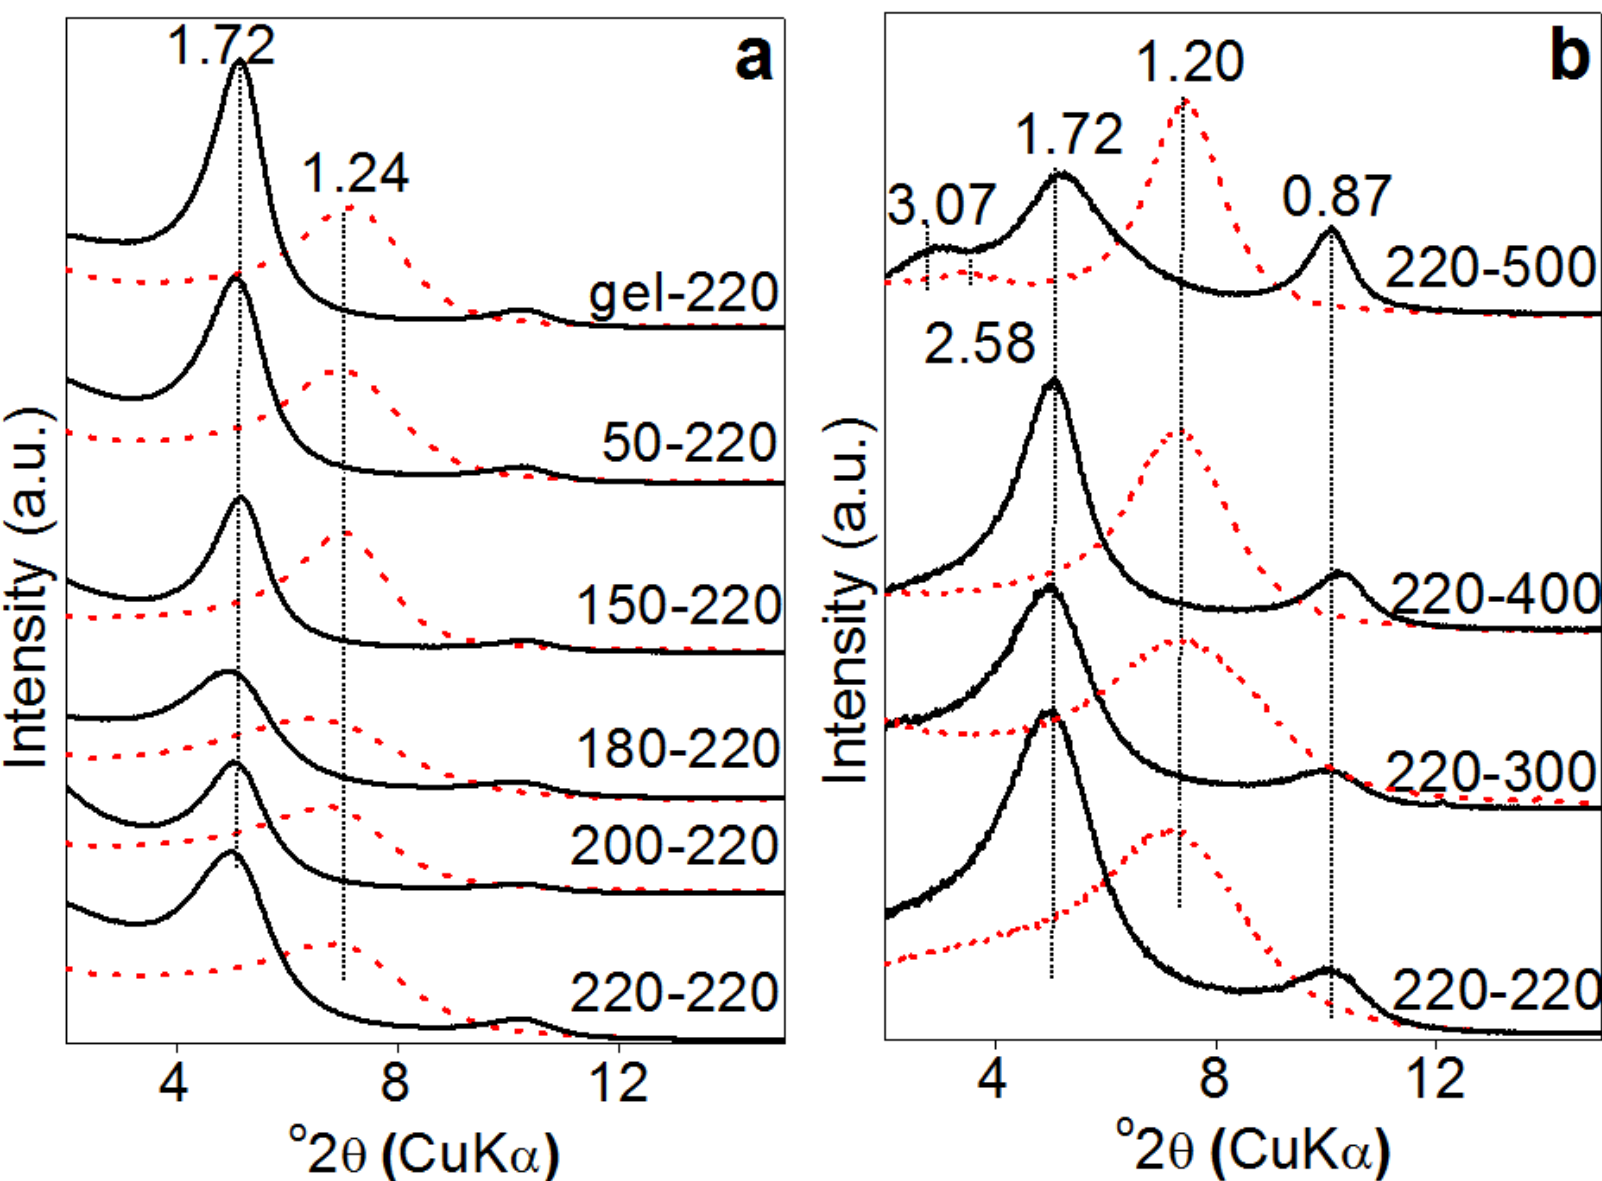 a
1.72
1.24
gel-220
50-220
150-220
180-220
200-220
220-220
Intensity (a.u.)
4 8 12
°2θ (CuKα)
b
1.20
1.72
3.07
0.87
220-500
2.58
220-400
220-300
220-220
Intensity (a.u.)
4 8 12
°2θ (CuKα)